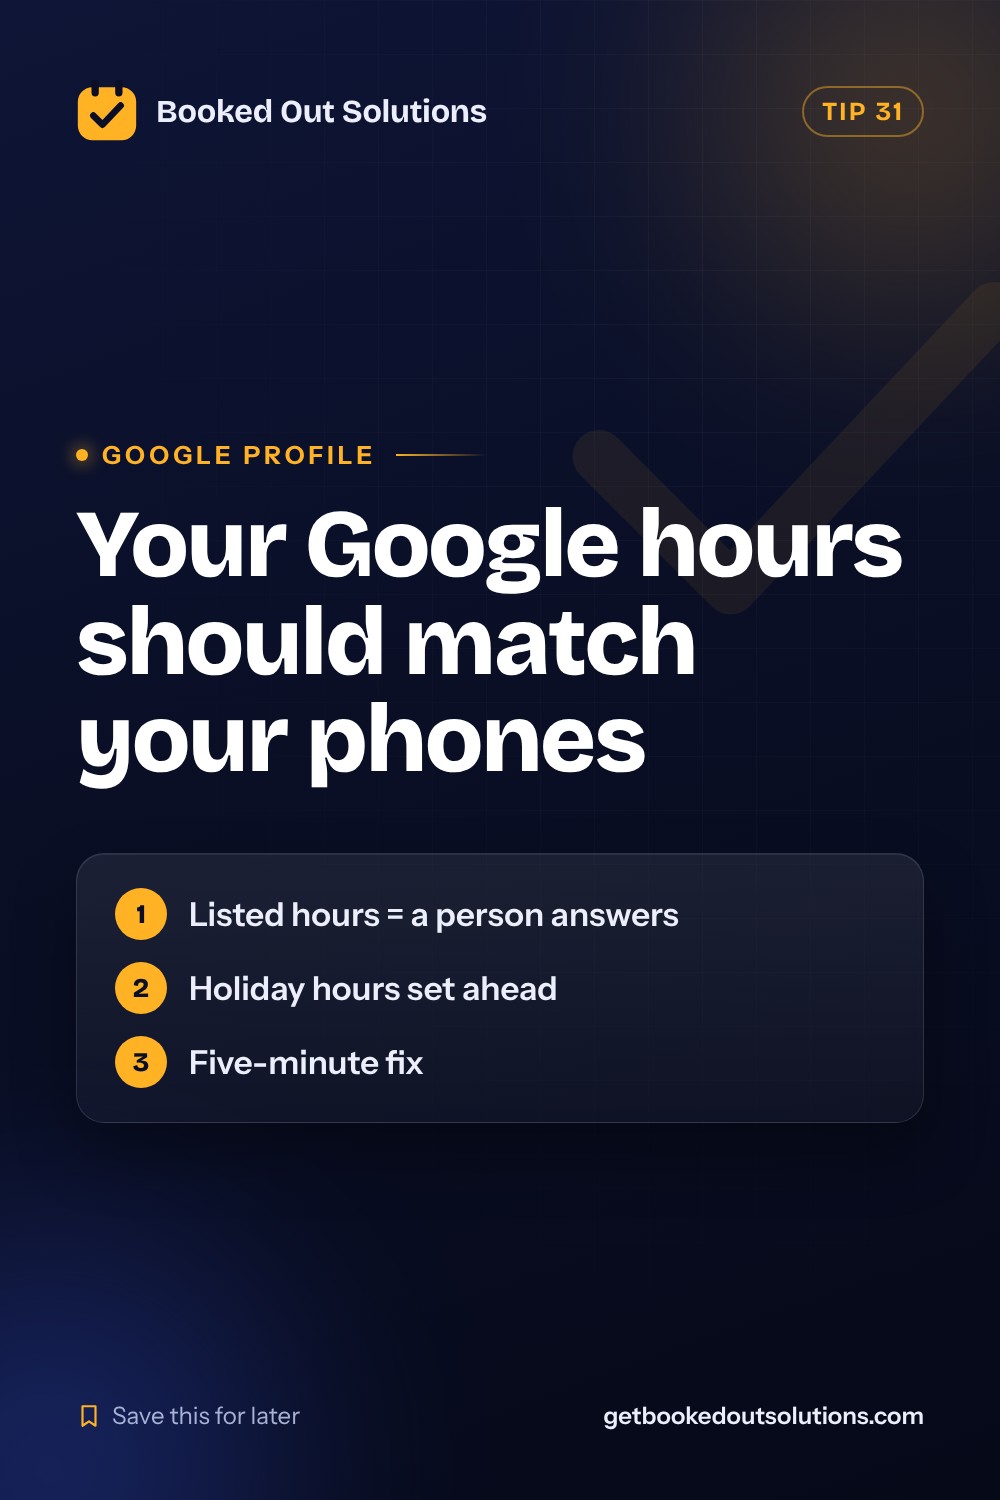 Booked Out Solutions
TIP 31
GOOGLE PROFILE
Your Google hours
should match
your phones
1 Listed hours = a person answers
2 Holiday hours set ahead
3 Five-minute fix
Save this for later
getbookedoutsolutions.com